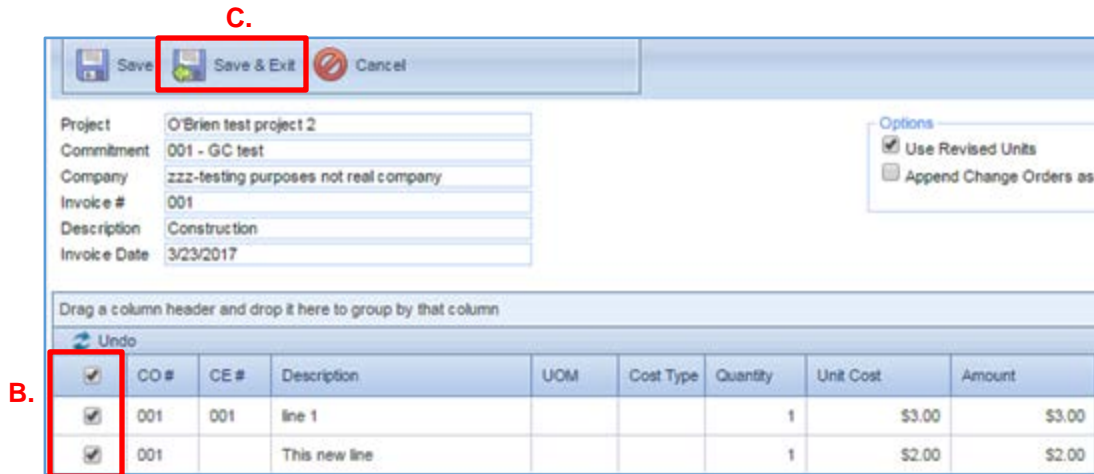 C.
Save Save & Exit Cancel
Project O'Brien test project 2
Commitment 001 - GC test
Company zzz-testing purposes not real company
Invoice # 001
Description Construction
Invoice Date 3/23/2017
Options
Use Revised Units
Append Change Orders as
Drag a column header and drop it here to group by that column
Undo
B.
CO # CE # Description UOM Cost Type Quantity Unit Cost Amount
001 001 line 1 1 $3.00 $3.00
001 This new line 1 $2.00 $2.00